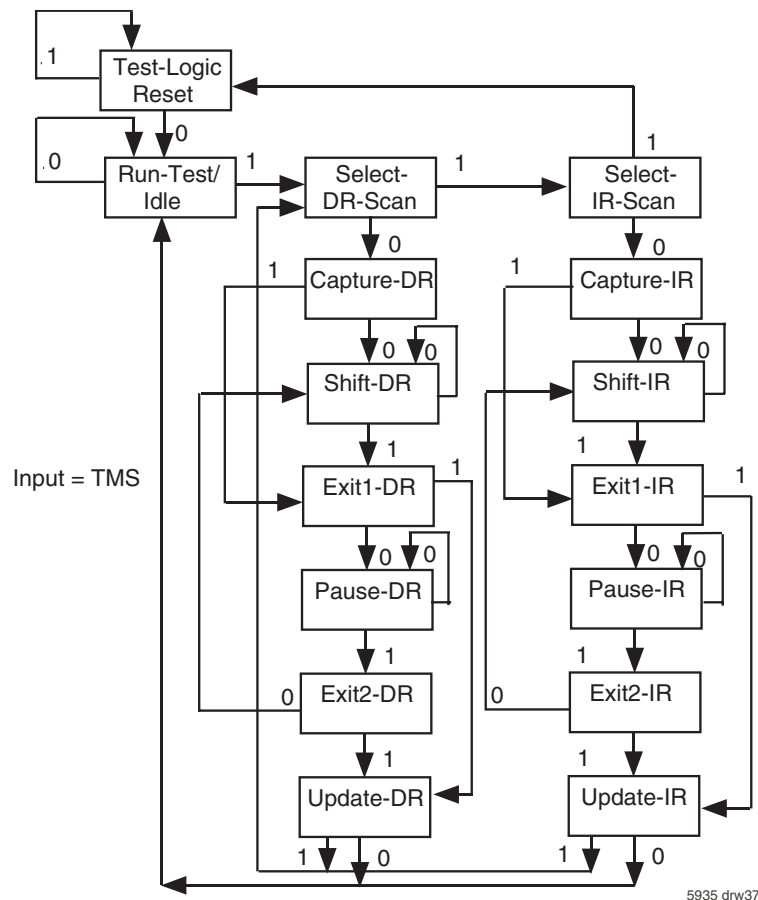 .1
Test-Logic
Reset
0
1
.0
Run-Test/
Idle
1
Select-
DR-Scan
1
Select-
IR-Scan
0
0
1
Capture-DR
1
Capture-IR
0
0
0
0
Shift-DR
Shift-IR
1
1
Input = TMS
Exit1-DR
1
Exit1-IR
1
0
0
0
0
Pause-DR
Pause-IR
1
1
0
Exit2-DR
0
Exit2-IR
1
1
Update-DR
Update-IR
1
0
1
0
5935 drw37